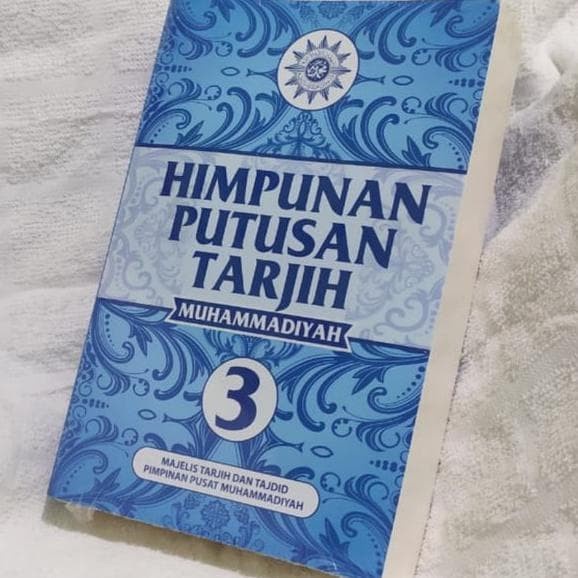 HIMPUNAN
PUTUSAN
TARJIH
MUHAMMADIYAH
3
MAJELIS TARJIH DAN TAJDID
PIMPINAN PUSAT MUHAMMADIYAH